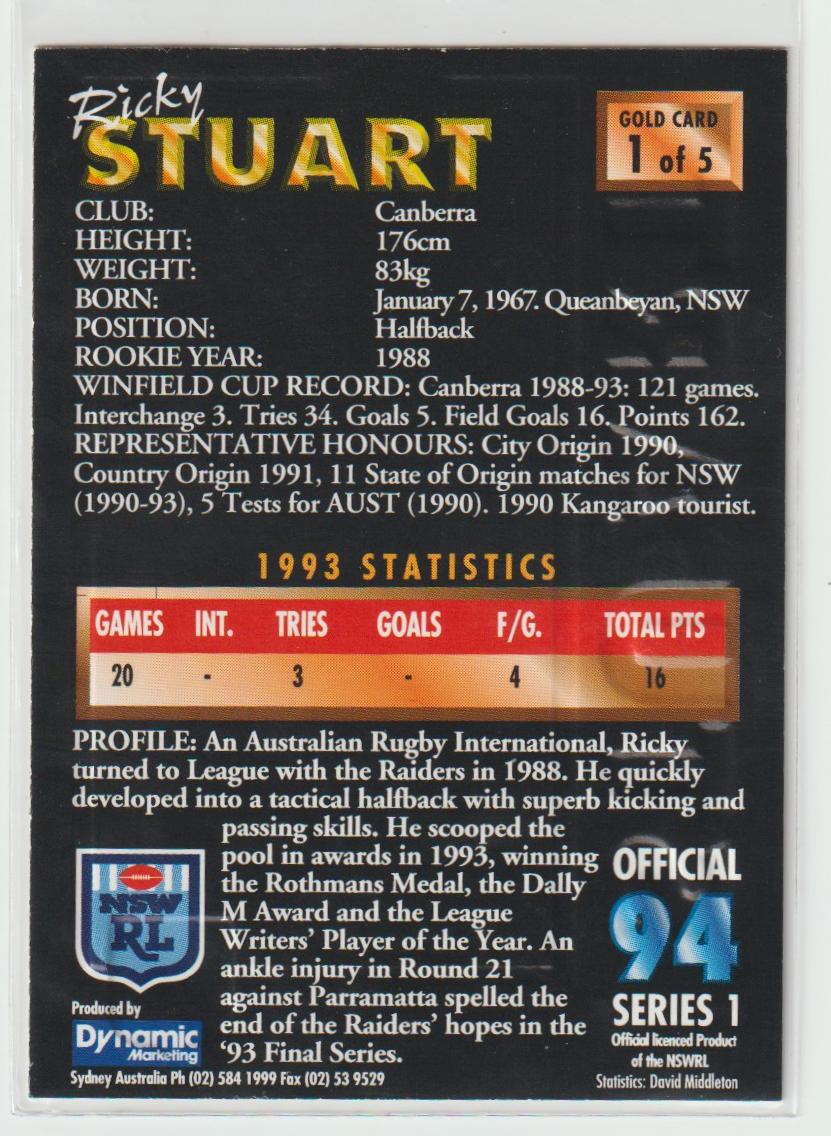 Ricky
STUART
GOLD CARD
1 of 5
CLUB: Canberra
HEIGHT: 176cm
WEIGHT: 83kg
BORN: January 7, 1967. Queanbeyan, NSW
POSITION: Halfback
ROOKIE YEAR: 1988
WINFIELD CUP RECORD: Canberra 1988-93: 121 games.
Interchange 3. Tries 34. Goals 5. Field Goals 16. Points 162.
REPRESENTATIVE HONOURS: City Origin 1990,
Country Origin 1991, 11 State of Origin matches for NSW
(1990-93), 5 Tests for AUST (1990). 1990 Kangaroo tourist.
1993 STATISTICS
GAMES INT. TRIES GOALS F/G. TOTAL PTS
20 - 3 - 4 16
PROFILE: An Australian Rugby International, Ricky
turned to League with the Raiders in 1988. He quickly
developed into a tactical halfback with superb kicking and
passing skills. He scooped the
pool in awards in 1993, winning
the Rothmans Medal, the Dally
M Award and the League
Writers' Player of the Year. An
ankle injury in Round 21
against Parramatta spelled the
end of the Raiders' hopes in the
'93 Final Series.
NSW
RL
Produced by
Dynamic
Marketing
Sydney Australia Ph (02) 584 1999 Fax (02) 53 9529
OFFICIAL
94
SERIES 1
Official licenced Product
of the NSWRL
Statistics: David Middleton